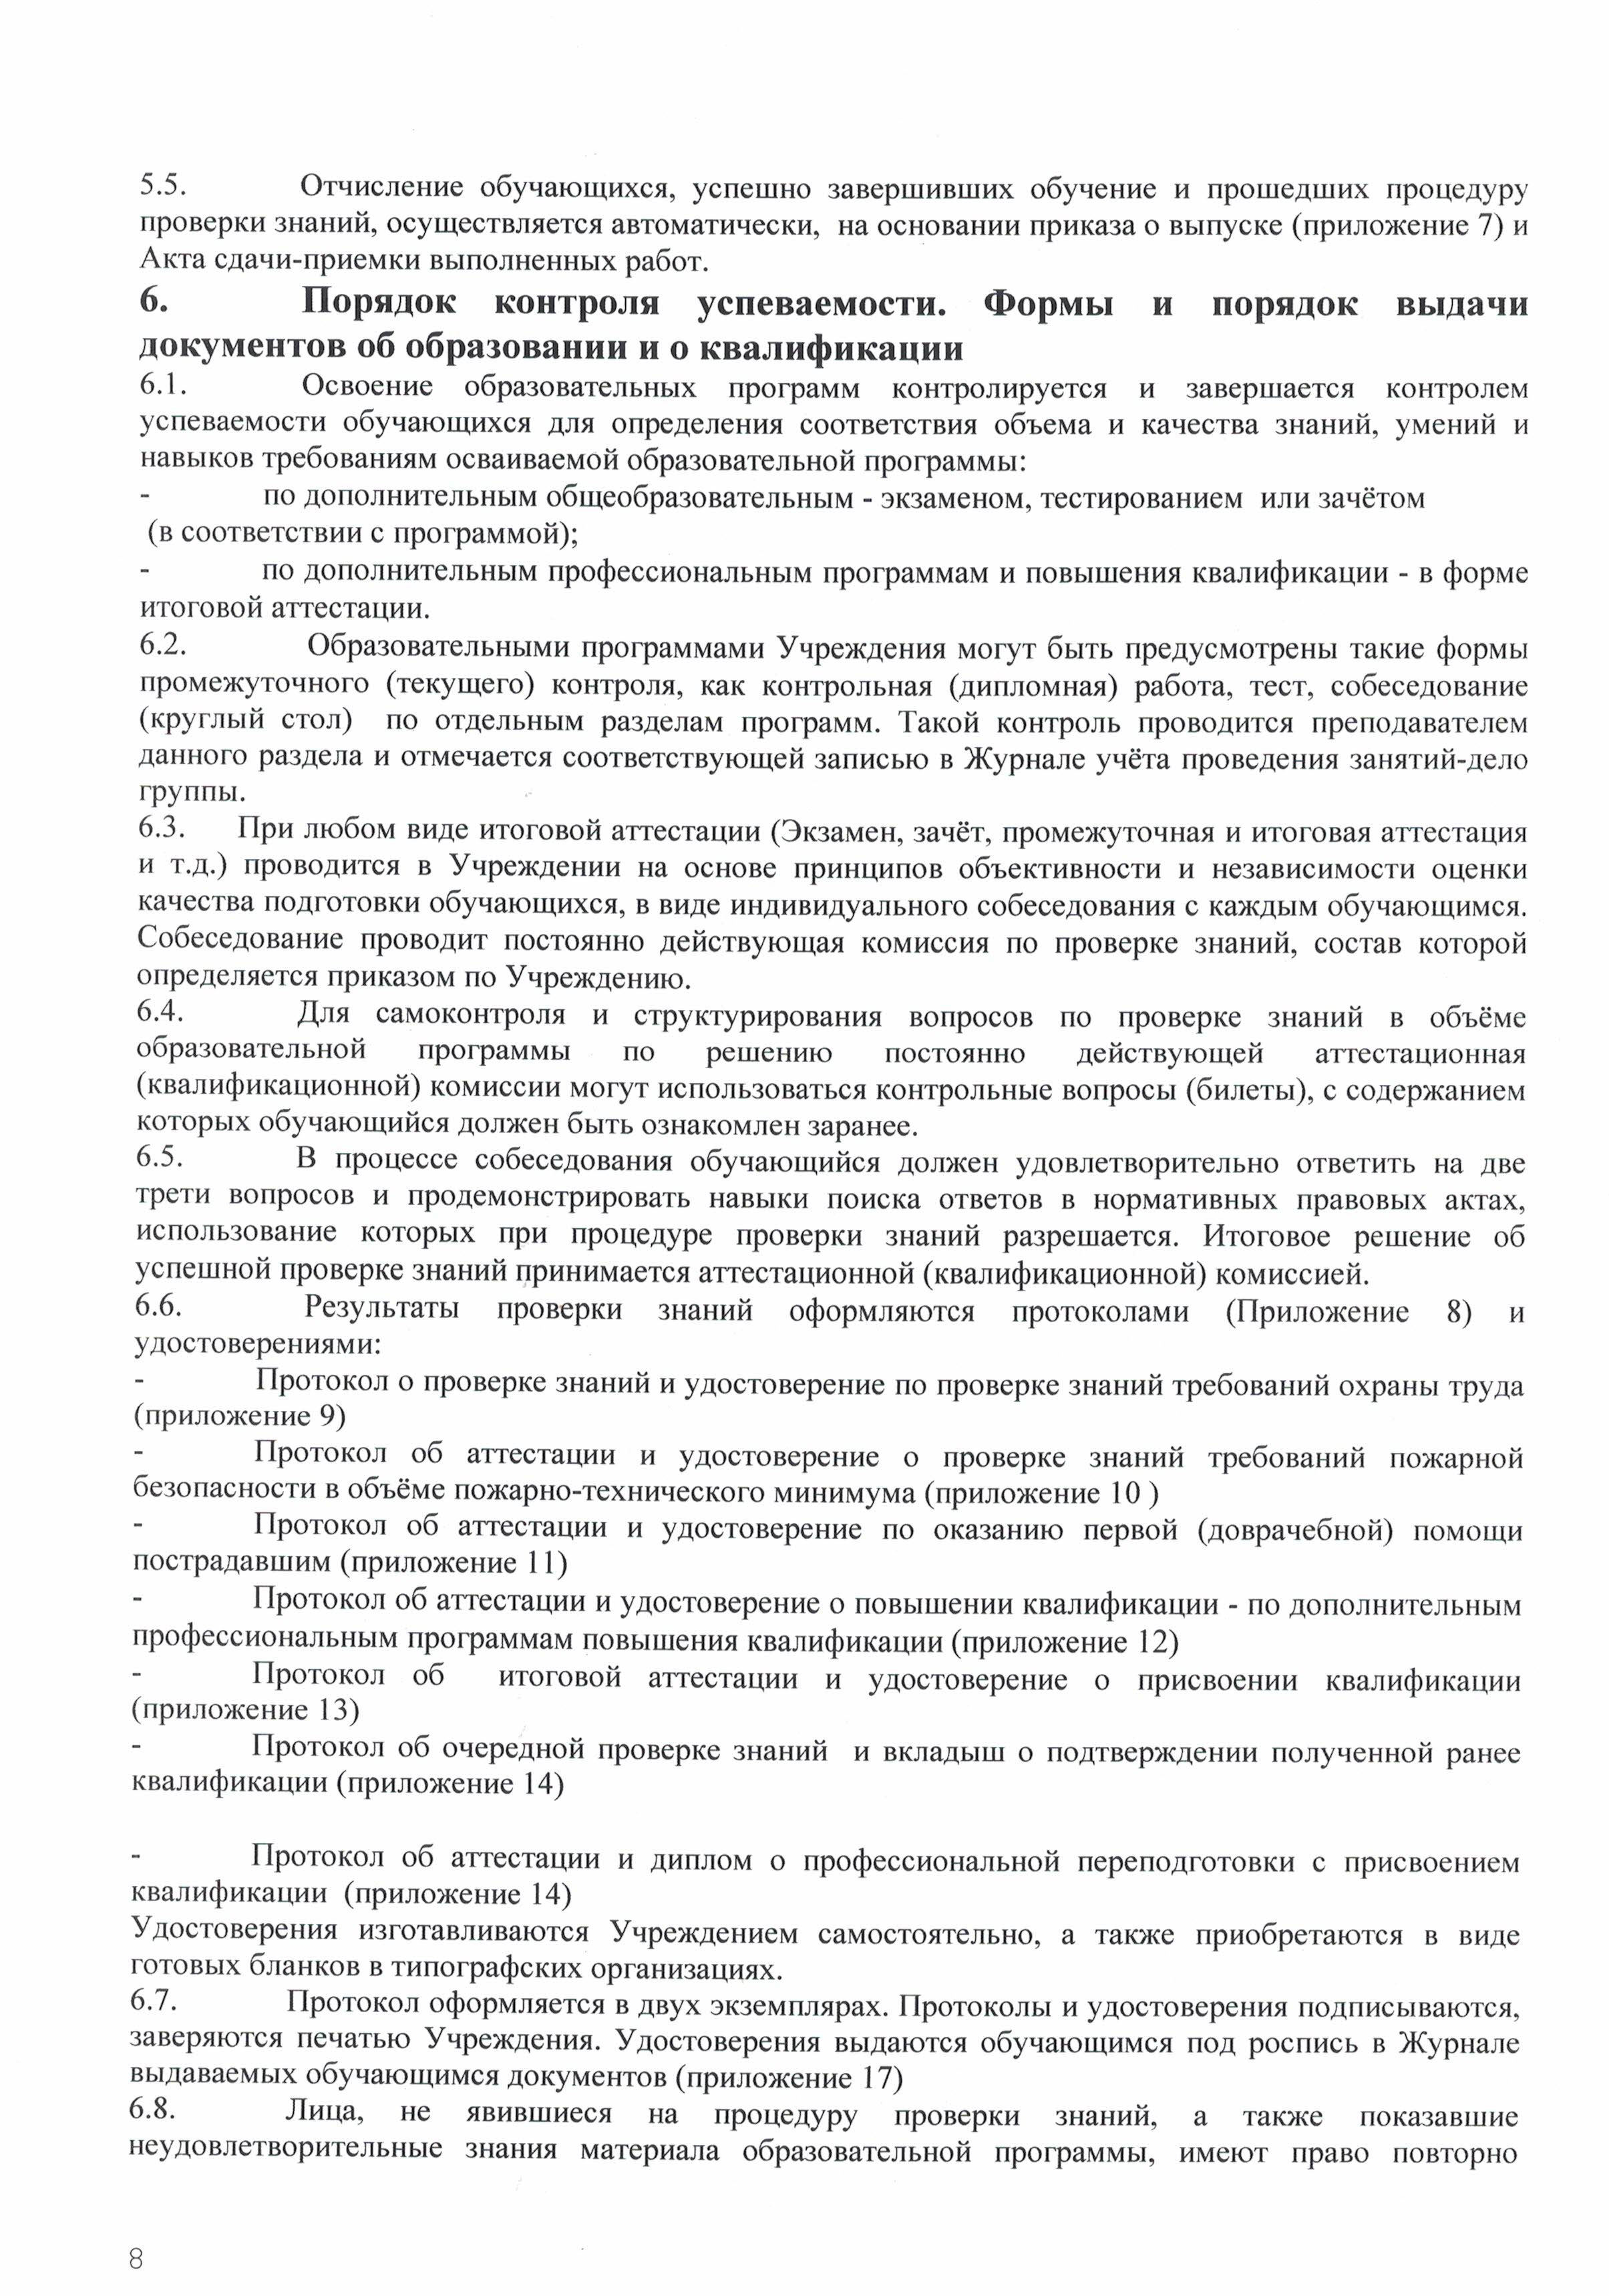 5.5. Отчисление обучающихся, успешно завершивших обучение и прошедших процедуру
проверки знаний, осуществляется автоматически, на основании приказа о выпуске (приложение 7) и
Акта сдачи-приемки выполненных работ.
6. Порядок контроля успеваемости. Формы и порядок выдачи
документов об образовании и о квалификации
6.1. Освоение образовательных программ контролируется и завершается контролем
успеваемости обучающихся для определения соответствия объема и качества знаний, умений и
навыков требованиям осваиваемой образовательной программы:
- по дополнительным общеобразовательным - экзаменом, тестированием или зачётом
(в соответствии с программой);
- по дополнительным профессиональным программам и повышения квалификации - в форме
итоговой аттестации.
6.2. Образовательными программами Учреждения могут быть предусмотрены такие формы
промежуточного (текущего) контроля, как контрольная (дипломная) работа, тест, собеседование
(круглый стол) по отдельным разделам программ. Такой контроль проводится преподавателем
данного раздела и отмечается соответствующей записью в Журнале учёта проведения занятий-дело
группы.
6.3. При любом виде итоговой аттестации (Экзамен, зачёт, промежуточная и итоговая аттестация
и т.д.) проводится в Учреждении на основе принципов объективности и независимости оценки
качества подготовки обучающихся, в виде индивидуального собеседования с каждым обучающимся.
Собеседование проводит постоянно действующая комиссия по проверке знаний, состав которой
определяется приказом по Учреждению.
6.4. Для самоконтроля и структурирования вопросов по проверке знаний в объёме
образовательной программы по решению постоянно действующей аттестационная
(квалификационной) комиссии могут использоваться контрольные вопросы (билеты), с содержанием
которых обучающийся должен быть ознакомлен заранее.
6.5. В процессе собеседования обучающийся должен удовлетворительно ответить на две
трети вопросов и продемонстрировать навыки поиска ответов в нормативных правовых актах,
использование которых при процедуре проверки знаний разрешается. Итоговое решение об
успешной проверке знаний принимается аттестационной (квалификационной) комиссией.
6.6. Результаты проверки знаний оформляются протоколами (Приложение 8) и
удостоверениями:
- Протокол о проверке знаний и удостоверение по проверке знаний требований охраны труда
(приложение 9)
- Протокол об аттестации и удостоверение о проверке знаний требований пожарной
безопасности в объёме пожарно-технического минимума (приложение 10 )
- Протокол об аттестации и удостоверение по оказанию первой (доврачебной) помощи
пострадавшим (приложение 11)
- Протокол об аттестации и удостоверение о повышении квалификации - по дополнительным
профессиональным программам повышения квалификации (приложение 12)
- Протокол об итоговой аттестации и удостоверение о присвоении квалификации
(приложение 13)
- Протокол об очередной проверке знаний и вкладыш о подтверждении полученной ранее
квалификации (приложение 14)
- Протокол об аттестации и диплом о профессиональной переподготовки с присвоением
квалификации (приложение 14)
Удостоверения изготавливаются Учреждением самостоятельно, а также приобретаются в виде
готовых бланков в типографских организациях.
6.7. Протокол оформляется в двух экземплярах. Протоколы и удостоверения подписываются,
заверяются печатью Учреждения. Удостоверения выдаются обучающимся под роспись в Журнале
выдаваемых обучающимся документов (приложение 17)
6.8. Лица, не явившиеся на процедуру проверки знаний, а также показавшие
неудовлетворительные знания материала образовательной программы, имеют право повторно
8